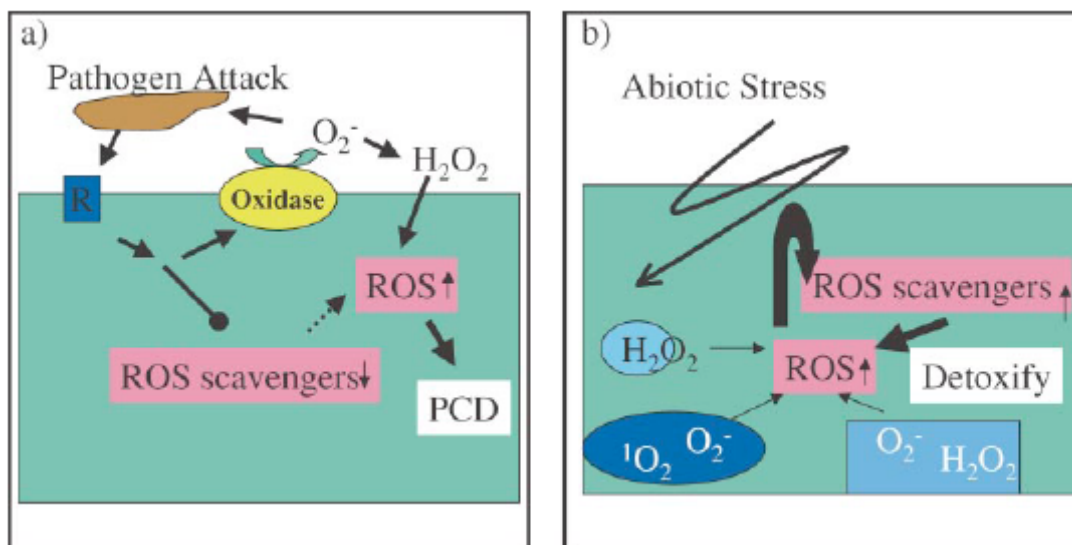 a)
Pathogen Attack
O₂⁻
H₂O₂
R
Oxidase
ROS↑
ROS scavengers↓
PCD
b)
Abiotic Stress
ROS scavengers↑
H₂O₂
ROS↑
Detoxify
¹O₂ O₂⁻
O₂⁻
H₂O₂